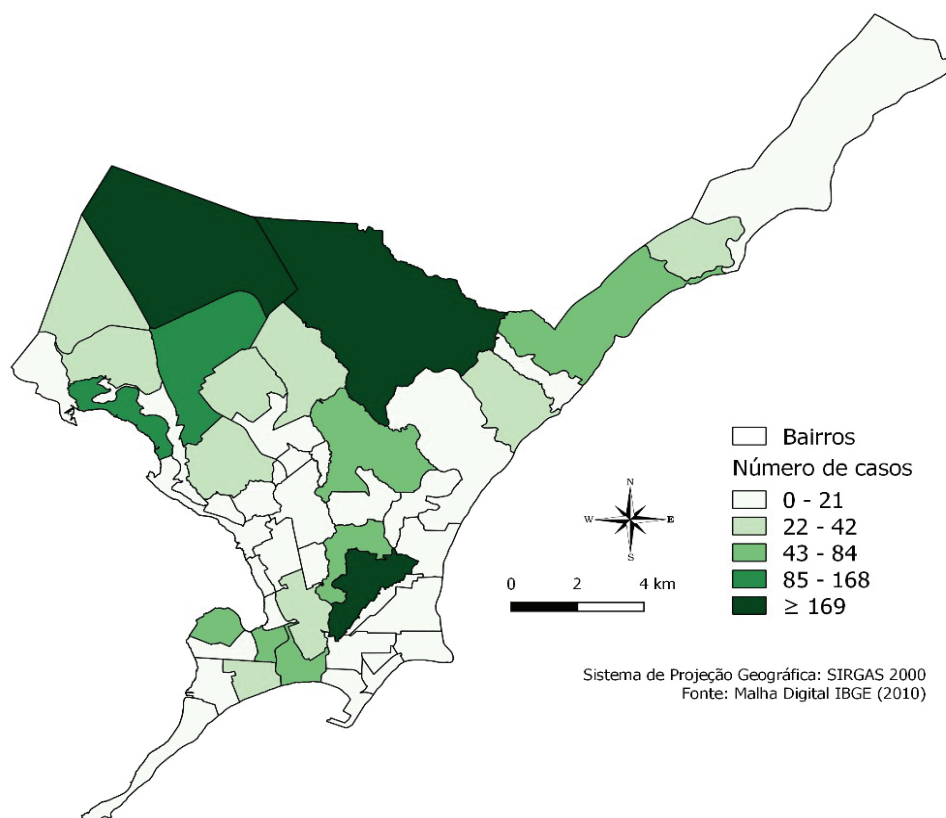 Bairros
Número de casos
0 - 21
22 - 42
43 - 84
85 - 168
≥ 169
N
W E
S
0 2 4 km
Sistema de Projeção Geográfica: SIRGAS 2000
Fonte: Malha Digital IBGE (2010)